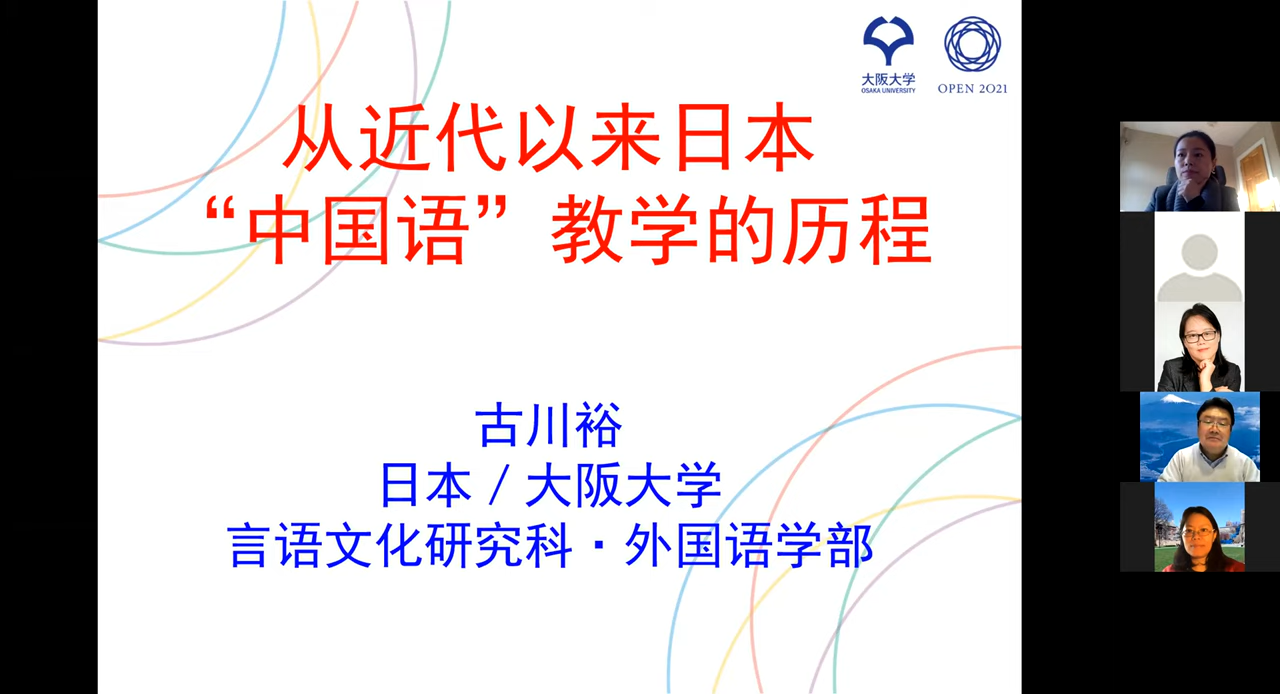 大阪大学
OSAKA UNIVERSITY
OPEN 2021
从近代以来日本
“中国语”教学的历程
古川裕
日本 / 大阪大学
言语文化研究科・外国语学部